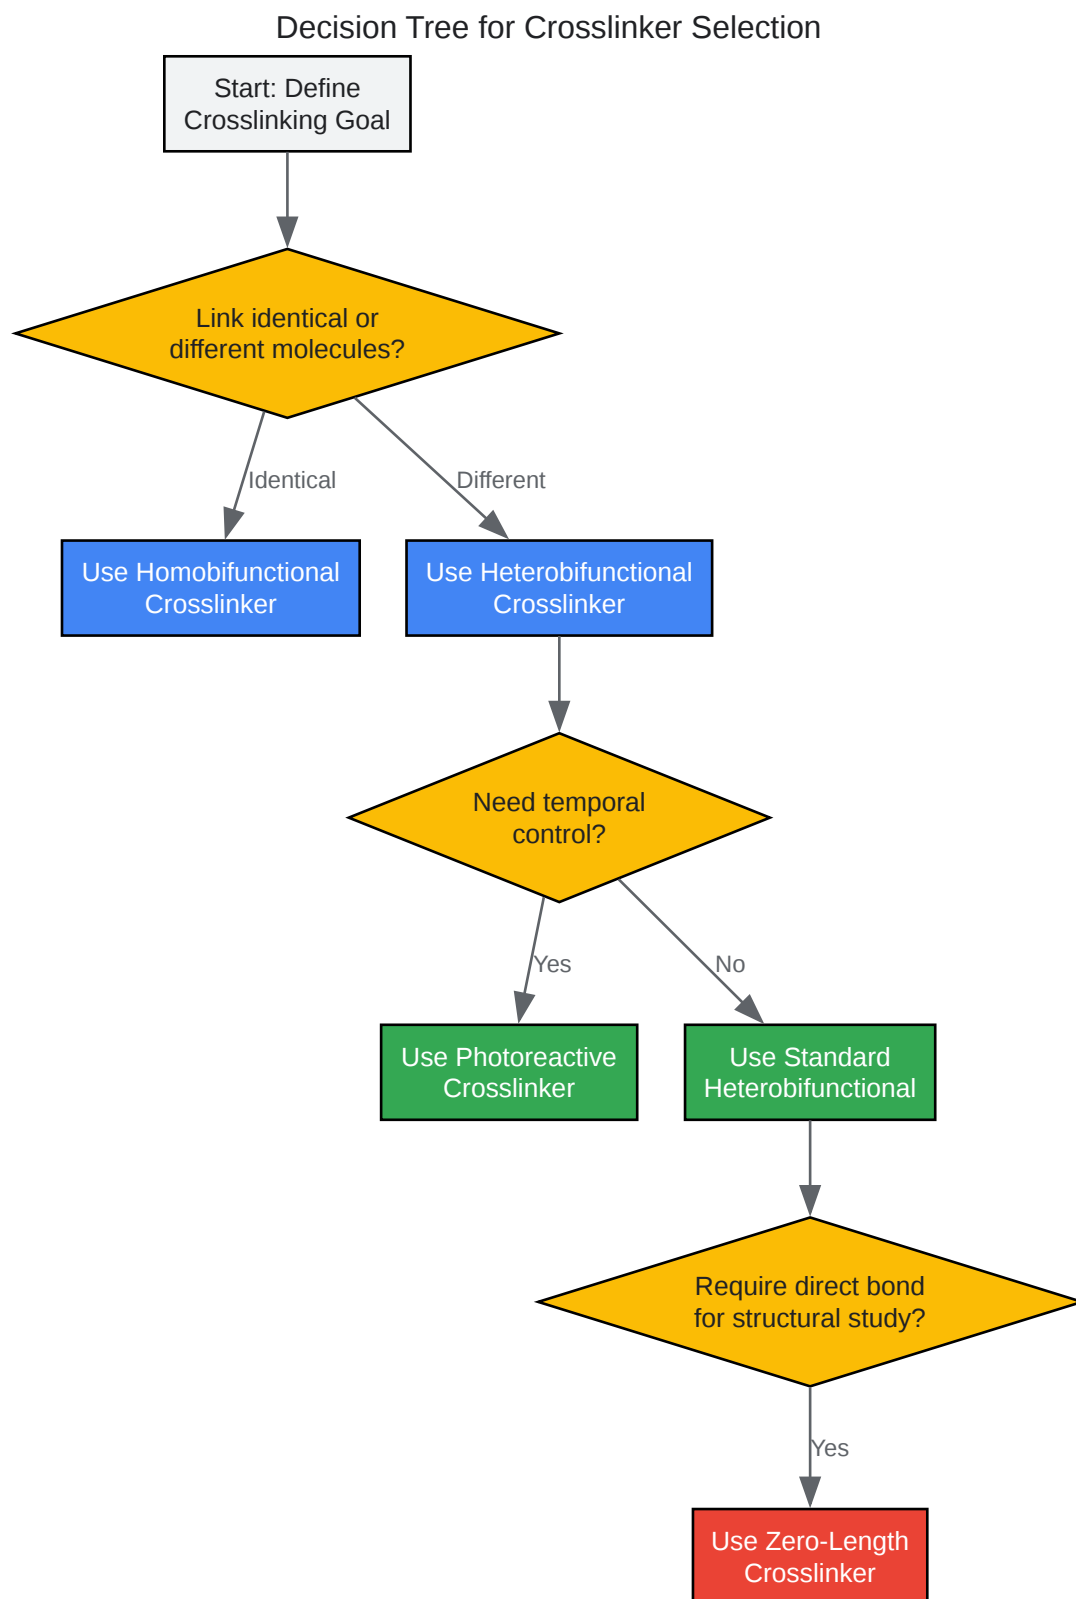 Decision Tree for Crosslinker Selection
Start: Define
Crosslinking Goal
Link identical or
different molecules?
Identical
Different
Use Homobifunctional
Crosslinker
Use Heterobifunctional
Crosslinker
Need temporal
control?
Yes
No
Use Photoreactive
Crosslinker
Use Standard
Heterobifunctional
Require direct bond
for structural study?
Yes
Use Zero-Length
Crosslinker